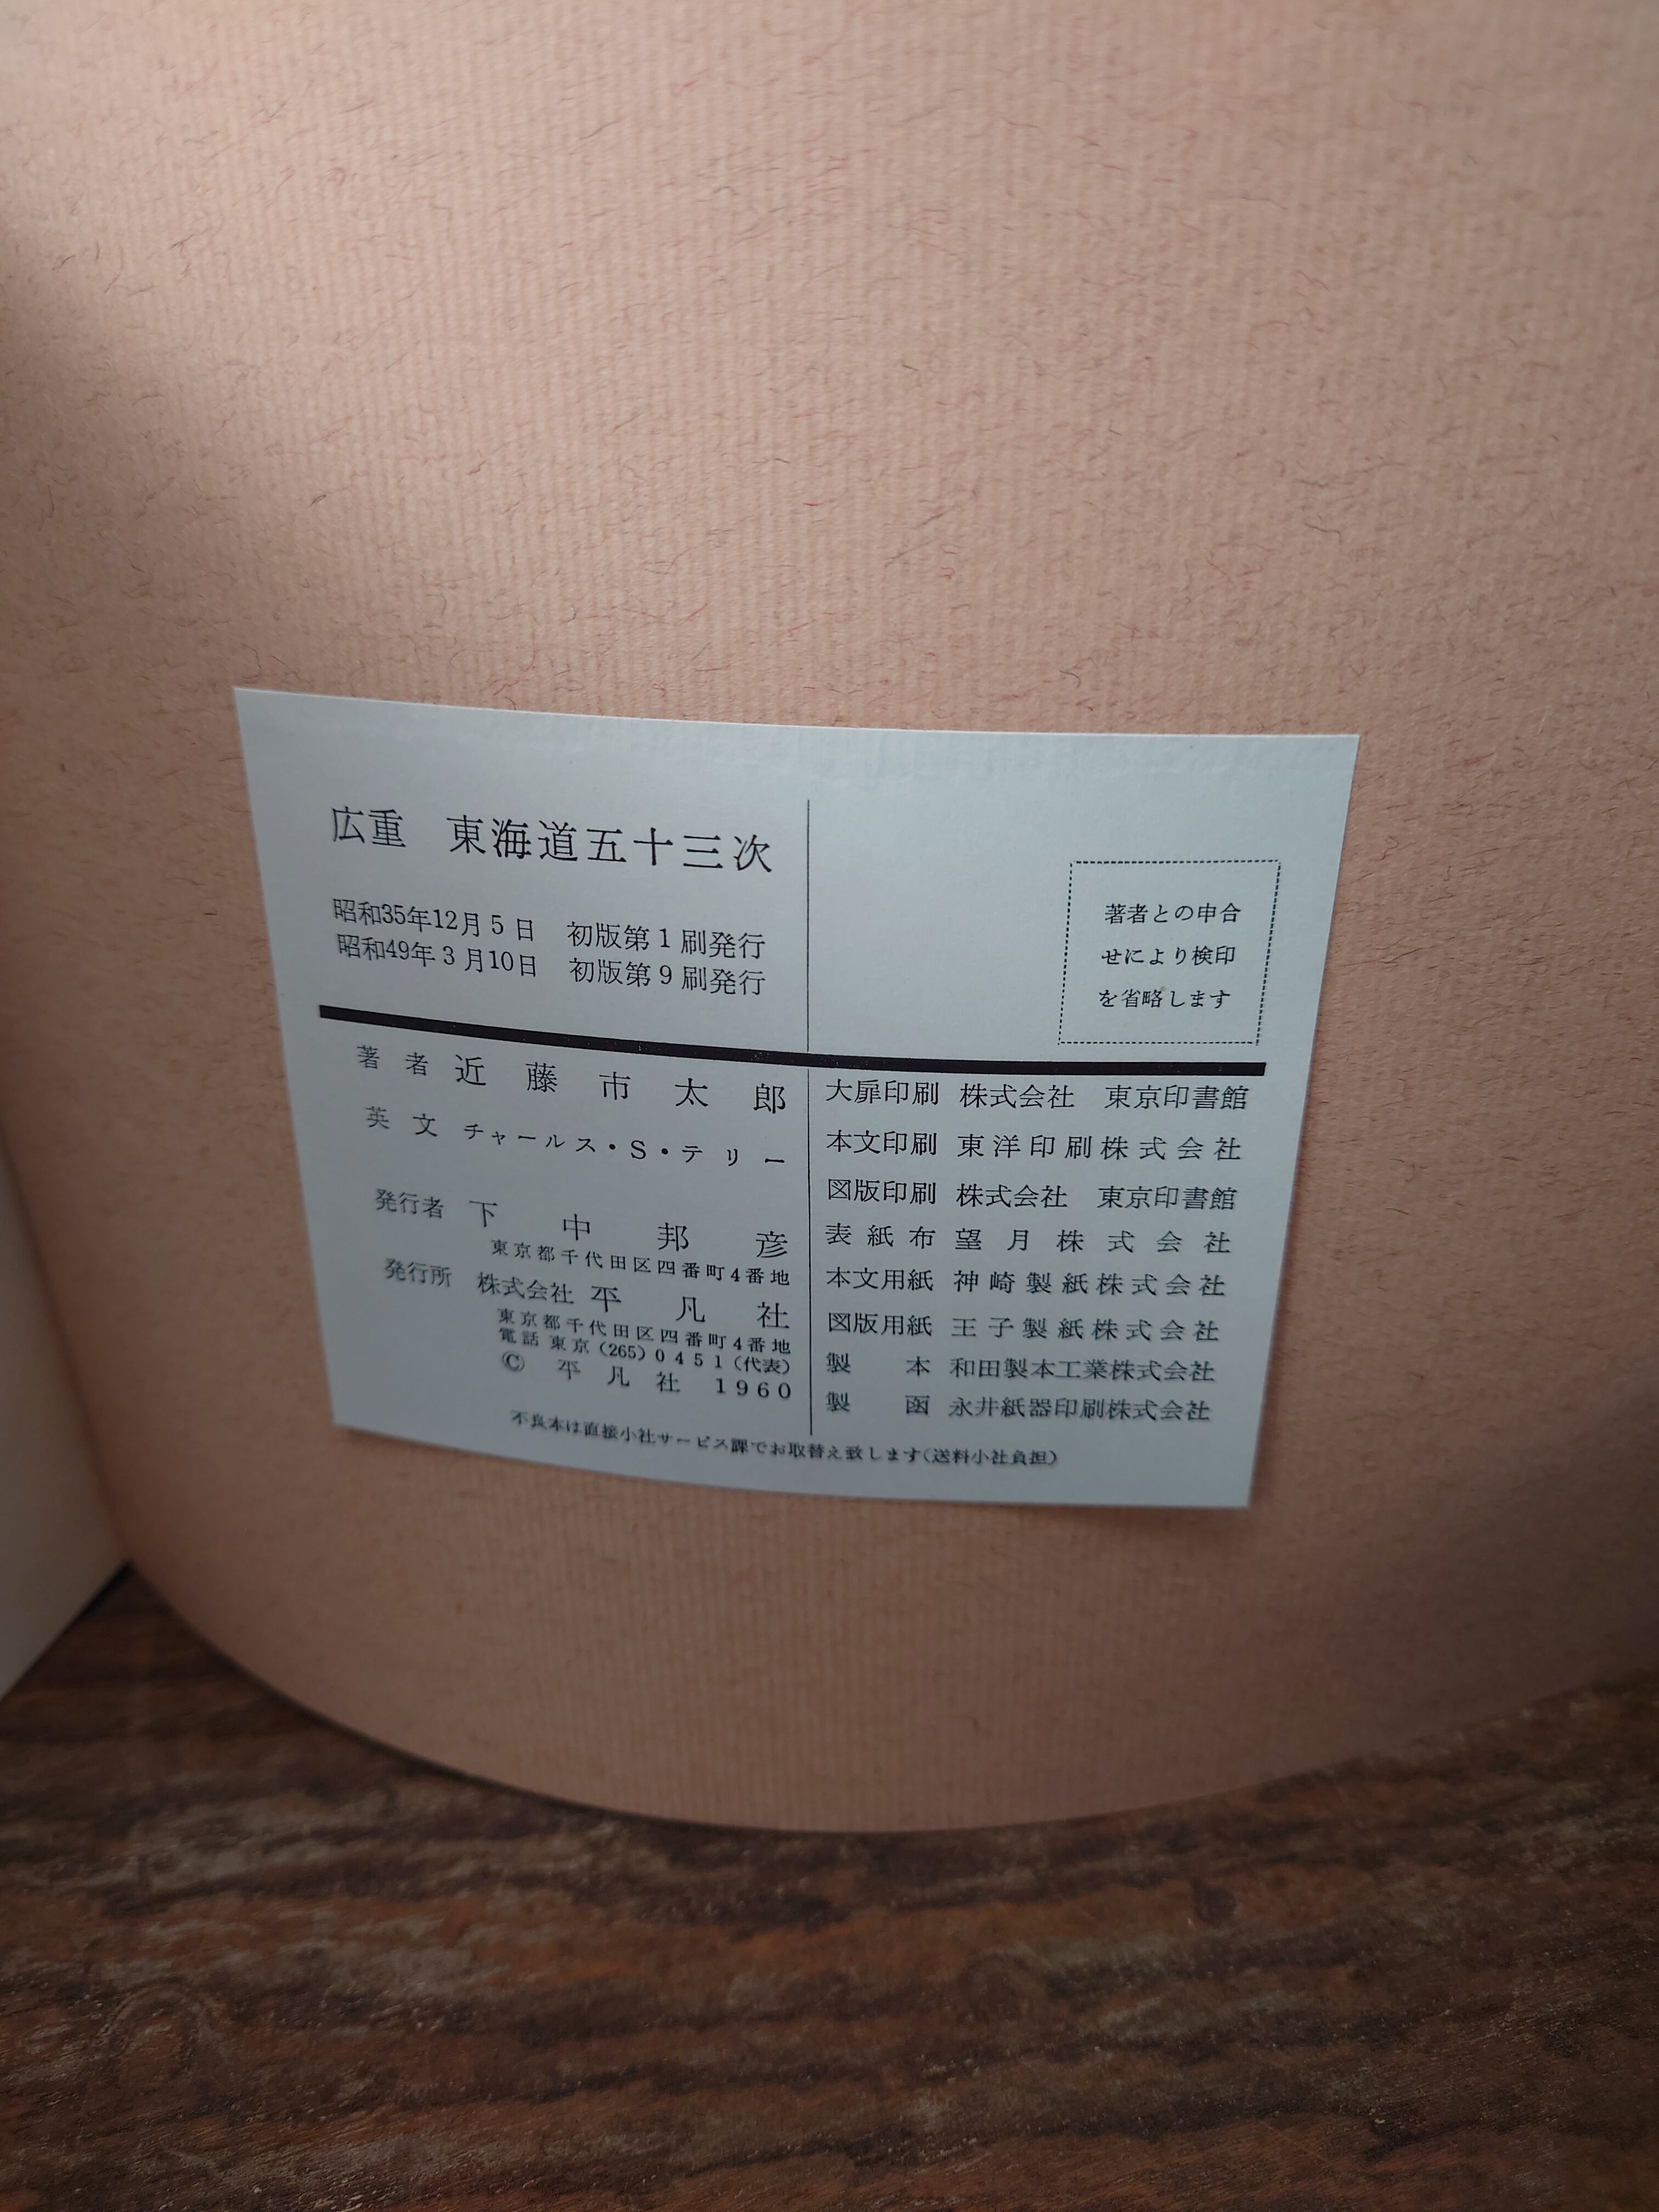 広重　東海道五十三次
昭和35年12月5日　初版第1刷発行
昭和49年3月10日　初版第9刷発行
著者との申合
せにより検印
を省略します
著者 近藤市太郎
英文 チャールス・S・テリー
発行者 下中邦彦
東京都千代田区四番町4番地
発行所 株式会社 平凡社
東京都千代田区四番町4番地
電話 東京(265)0451(代表)
© 平凡社 1960
大扉印刷 株式会社 東京印書館
本文印刷 東洋印刷株式会社
図版印刷 株式会社 東京印書館
表紙布 望月株式会社
本文用紙 神崎製紙株式会社
図版用紙 王子製紙株式会社
製本 和田製本工業株式会社
製函 永井紙器印刷株式会社
不良本は直接小社サービス課でお取替え致します(送料小社負担)